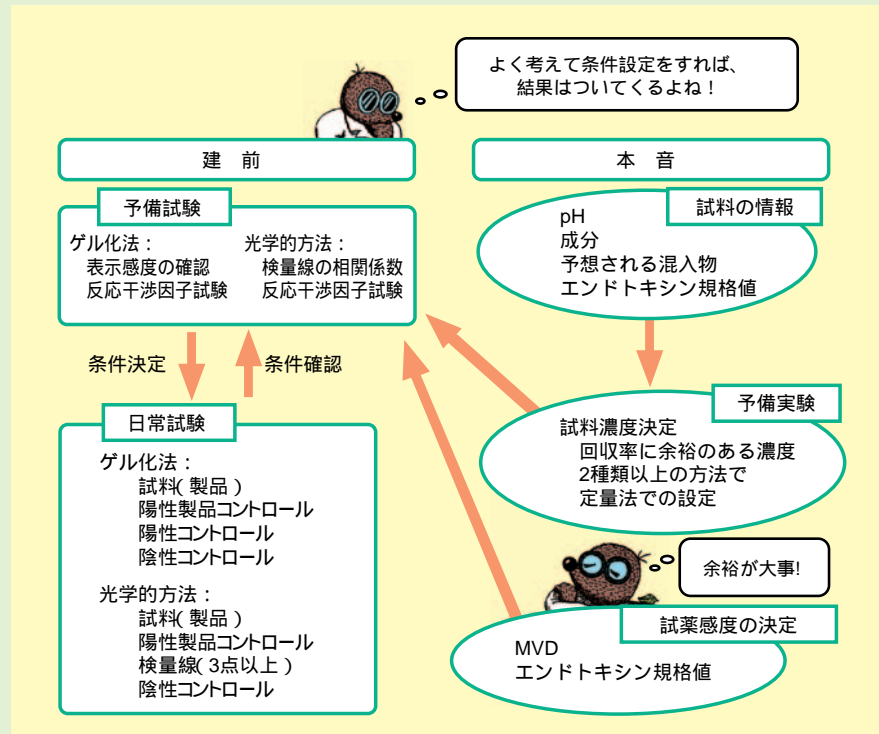 よく考えて条件設定をすれば、
結果はついてくるよね！
建 前
本 音
予備試験
ゲル化法：
表示感度の確認
反応干渉因子試験
光学的方法：
検量線の相関係数
反応干渉因子試験
試料の情報
pH
成分
予想される混入物
エンドトキシン規格値
条件決定
条件確認
日常試験
ゲル化法：
試料（製品）
陽性製品コントロール
陽性コントロール
陰性コントロール
光学的方法：
試料（製品）
陽性製品コントロール
検量線（3点以上）
陰性コントロール
予備実験
試料濃度決定
回収率に余裕のある濃度
2種類以上の方法で
定量法での設定
余裕が大事!
試薬感度の決定
MVD
エンドトキシン規格値